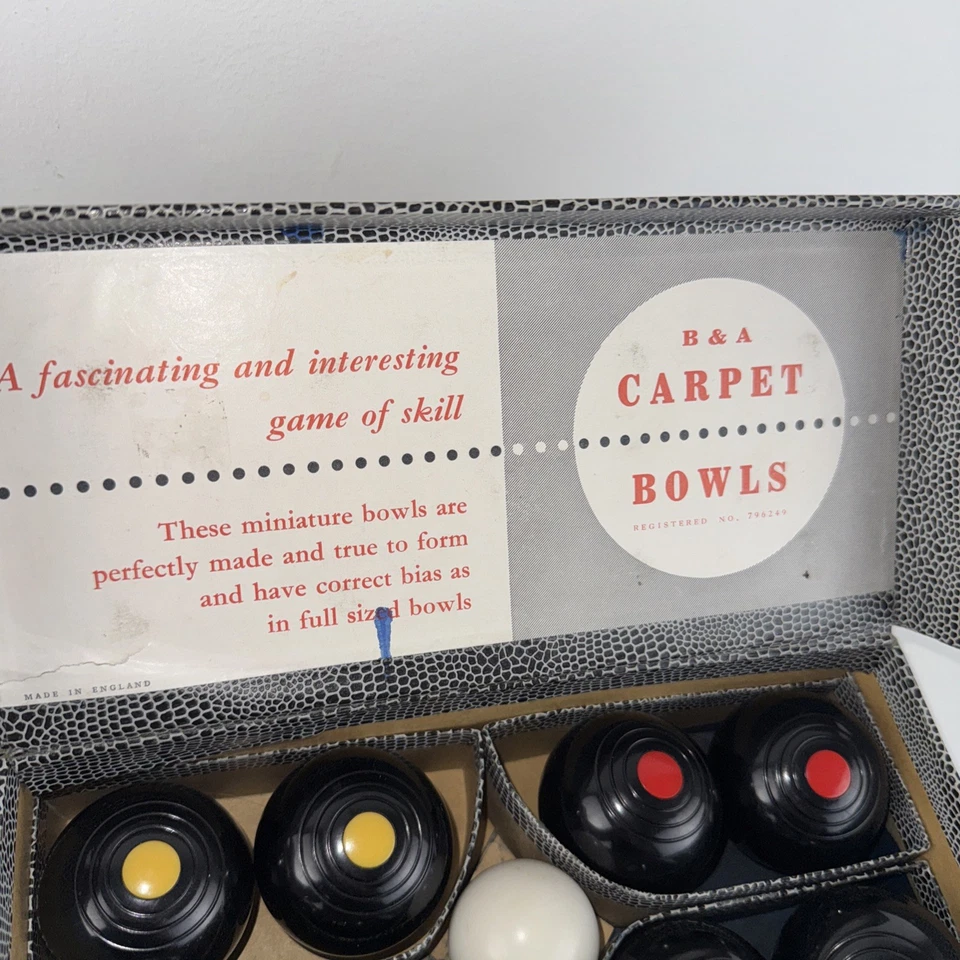 A fascinating and interesting
game of skill
These miniature bowls are
perfectly made and true to form
and have correct bias as
in full sized bowls
MADE IN ENGLAND
B & A
CARPET
BOWLS
REGISTERED NO. 796249